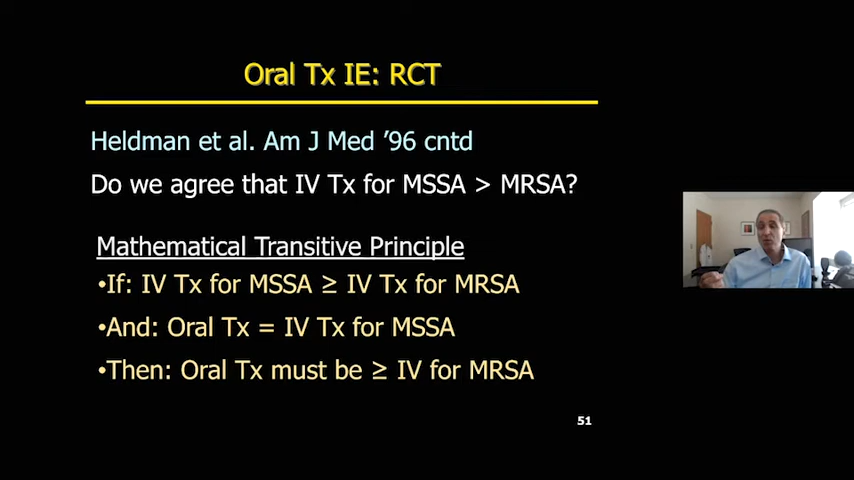 Oral Tx IE: RCT
Heldman et al. Am J Med ’96 cntd
Do we agree that IV Tx for MSSA > MRSA?
Mathematical Transitive Principle
•If: IV Tx for MSSA ≥ IV Tx for MRSA
•And: Oral Tx = IV Tx for MSSA
•Then: Oral Tx must be ≥ IV for MRSA
51